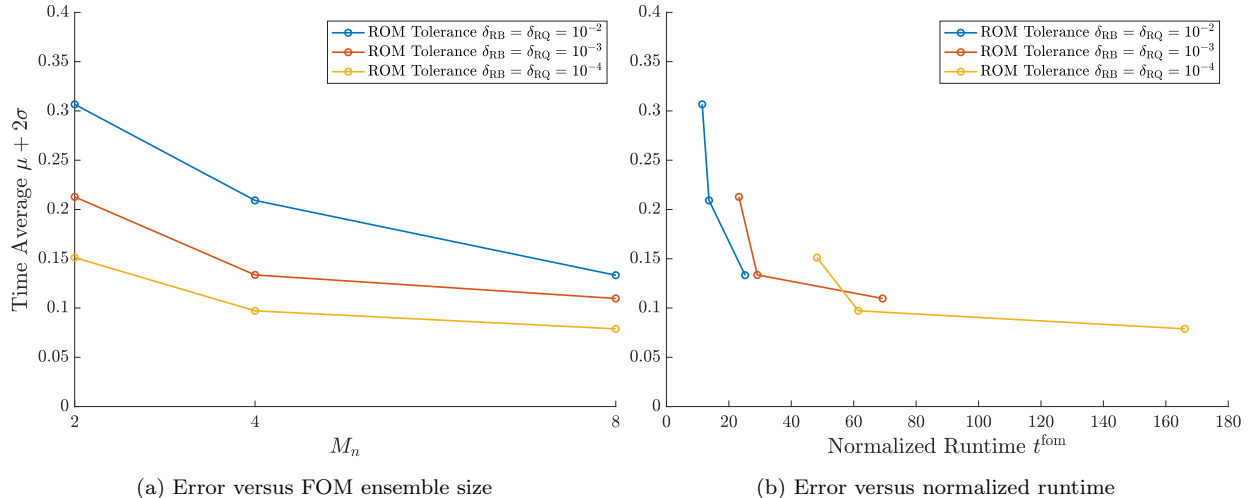 0.4
0.3
0.25
0.2
0.15
0.1
0.05
0
Time Average μ + 2σ
ROM Tolerance δ_RB = δ_RQ = 10⁻²
ROM Tolerance δ_RB = δ_RQ = 10⁻³
ROM Tolerance δ_RB = δ_RQ = 10⁻⁴
2 4 8
M_n
(a) Error versus FOM ensemble size
0.4
0.35
0.3
0.25
0.2
0.15
0.1
0.05
0
ROM Tolerance δ_RB = δ_RQ = 10⁻²
ROM Tolerance δ_RB = δ_RQ = 10⁻³
ROM Tolerance δ_RB = δ_RQ = 10⁻⁴
0 20 40 60 80 100 120 140 160 180
Normalized Runtime t^fom
(b) Error versus normalized runtime